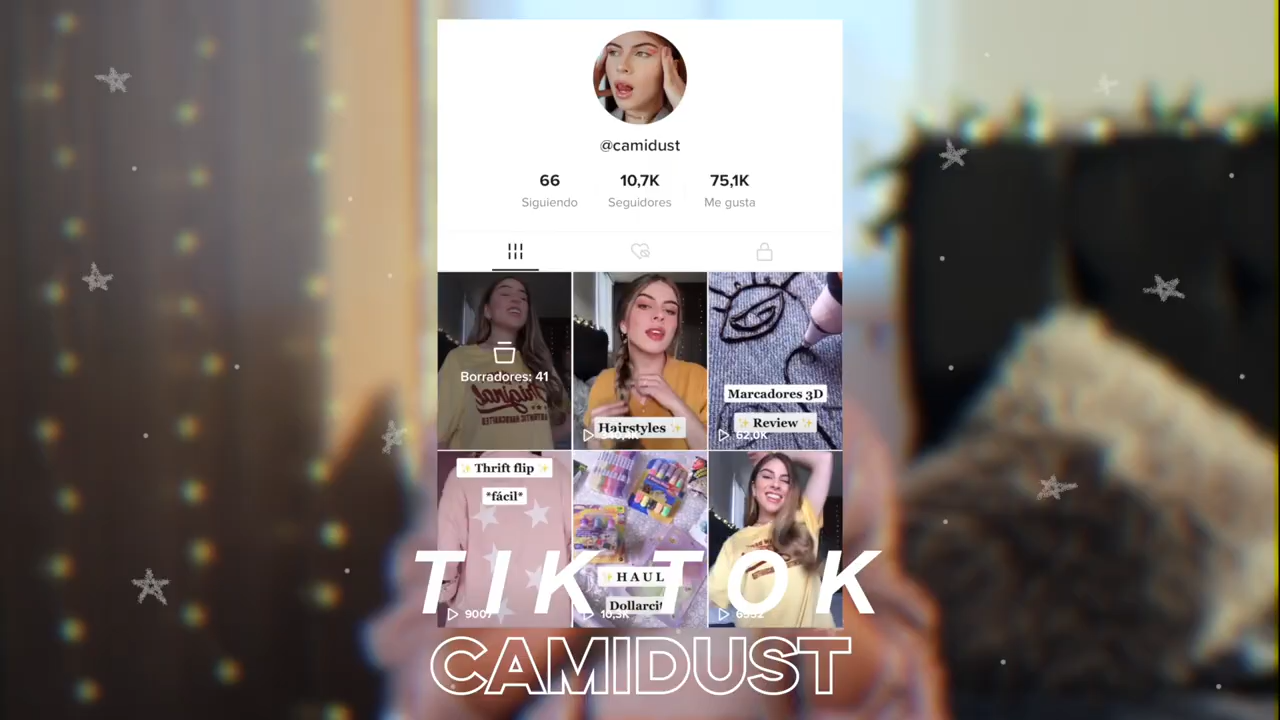 @camidust
66 10,7K 75,1K
Siguiendo Seguidores Me gusta
Borradores: 41
Hairstyles
Marcadores 3D
Review
62,0K
Thrift flip
*fácil*
HAUL
TIK TOK
CAMIDUST